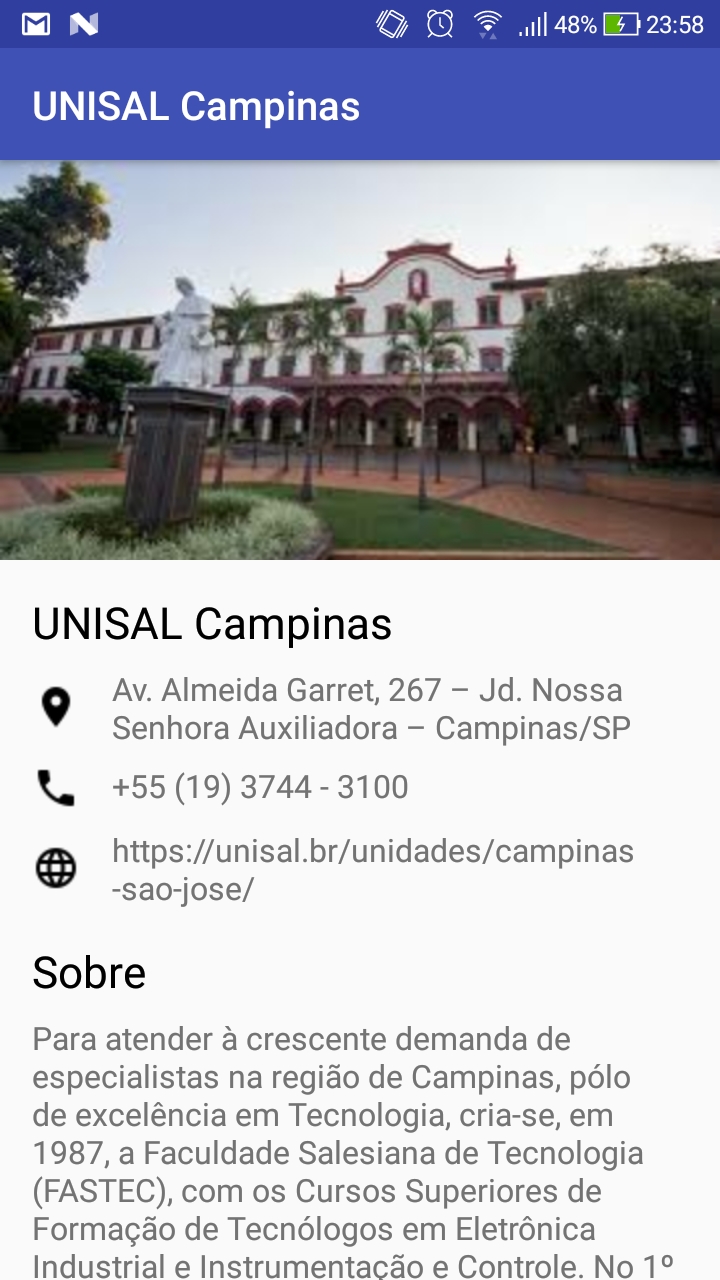 48% 23:58
UNISAL Campinas
UNISAL Campinas
Av. Almeida Garret, 267 – Jd. Nossa
Senhora Auxiliadora – Campinas/SP
+55 (19) 3744 - 3100
https://unisal.br/unidades/campinas
-sao-jose/
Sobre
Para atender à crescente demanda de
especialistas na região de Campinas, pólo
de excelência em Tecnologia, cria-se, em
1987, a Faculdade Salesiana de Tecnologia
(FASTEC), com os Cursos Superiores de
Formação de Tecnólogos em Eletrônica
Industrial e Instrumentação e Controle. No 1º